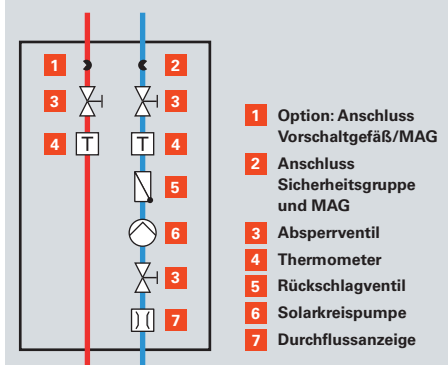 1 2
3 3
4 T T 4
5
6
3
7
1 Option: Anschluss
Vorschaltgefäß/MAG
2 Anschluss
Sicherheitsgruppe
und MAG
3 Absperrventil
4 Thermometer
5 Rückschlagventil
6 Solarkreispumpe
7 Durchflussanzeige